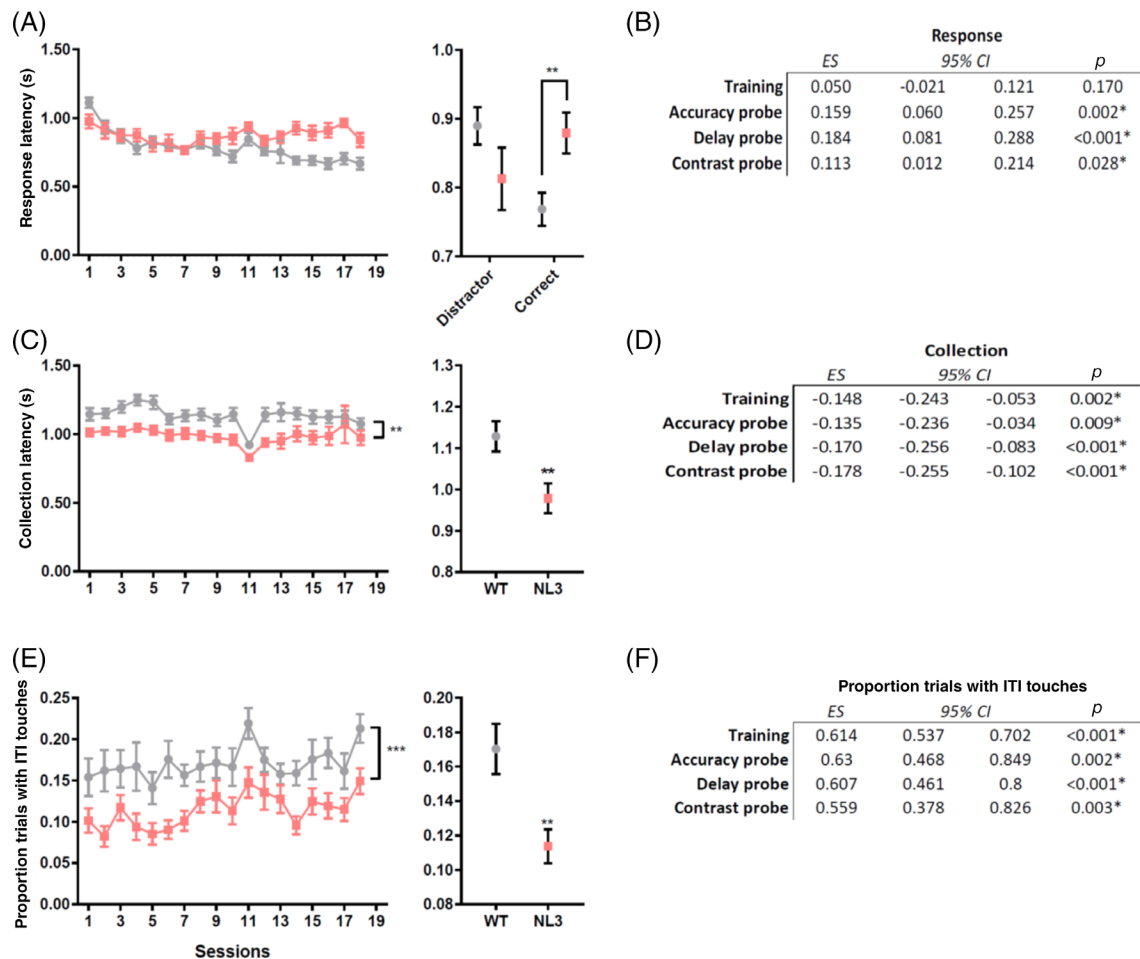 (A)
Response latency (s)
1.50
1.00
0.50
0.00
1 3 5 7 9 11 13 15 17 19
1.0
0.9
0.8
0.7
**
Distractor
Correct
(B)
Response
ES 95% CI p
Training 0.050 -0.021 0.121 0.170
Accuracy probe 0.159 0.060 0.257 0.002*
Delay probe 0.184 0.081 0.288 <0.001*
Contrast probe 0.113 0.012 0.214 0.028*
(C)
Collection latency (s)
1.50
1.00
0.50
0.00
1 3 5 7 9 11 13 15 17 19
**
1.3
1.2
1.1
1.0
0.9
0.8
**
WT NL3
(D)
Collection
ES 95% CI p
Training -0.148 -0.243 -0.053 0.002*
Accuracy probe -0.135 -0.236 -0.034 0.009*
Delay probe -0.170 -0.256 -0.083 <0.001*
Contrast probe -0.178 -0.255 -0.102 <0.001*
(E)
Proportion trials with ITI touches
0.25
0.20
0.15
0.10
0.05
0.00
1 3 5 7 9 11 13 15 17 19
***
Sessions
0.20
0.18
0.16
0.14
0.12
0.10
0.08
**
WT NL3
(F)
Proportion trials with ITI touches
ES 95% CI p
Training 0.614 0.537 0.702 <0.001*
Accuracy probe 0.63 0.468 0.849 0.002*
Delay probe 0.607 0.461 0.8 <0.001*
Contrast probe 0.559 0.378 0.826 0.003*